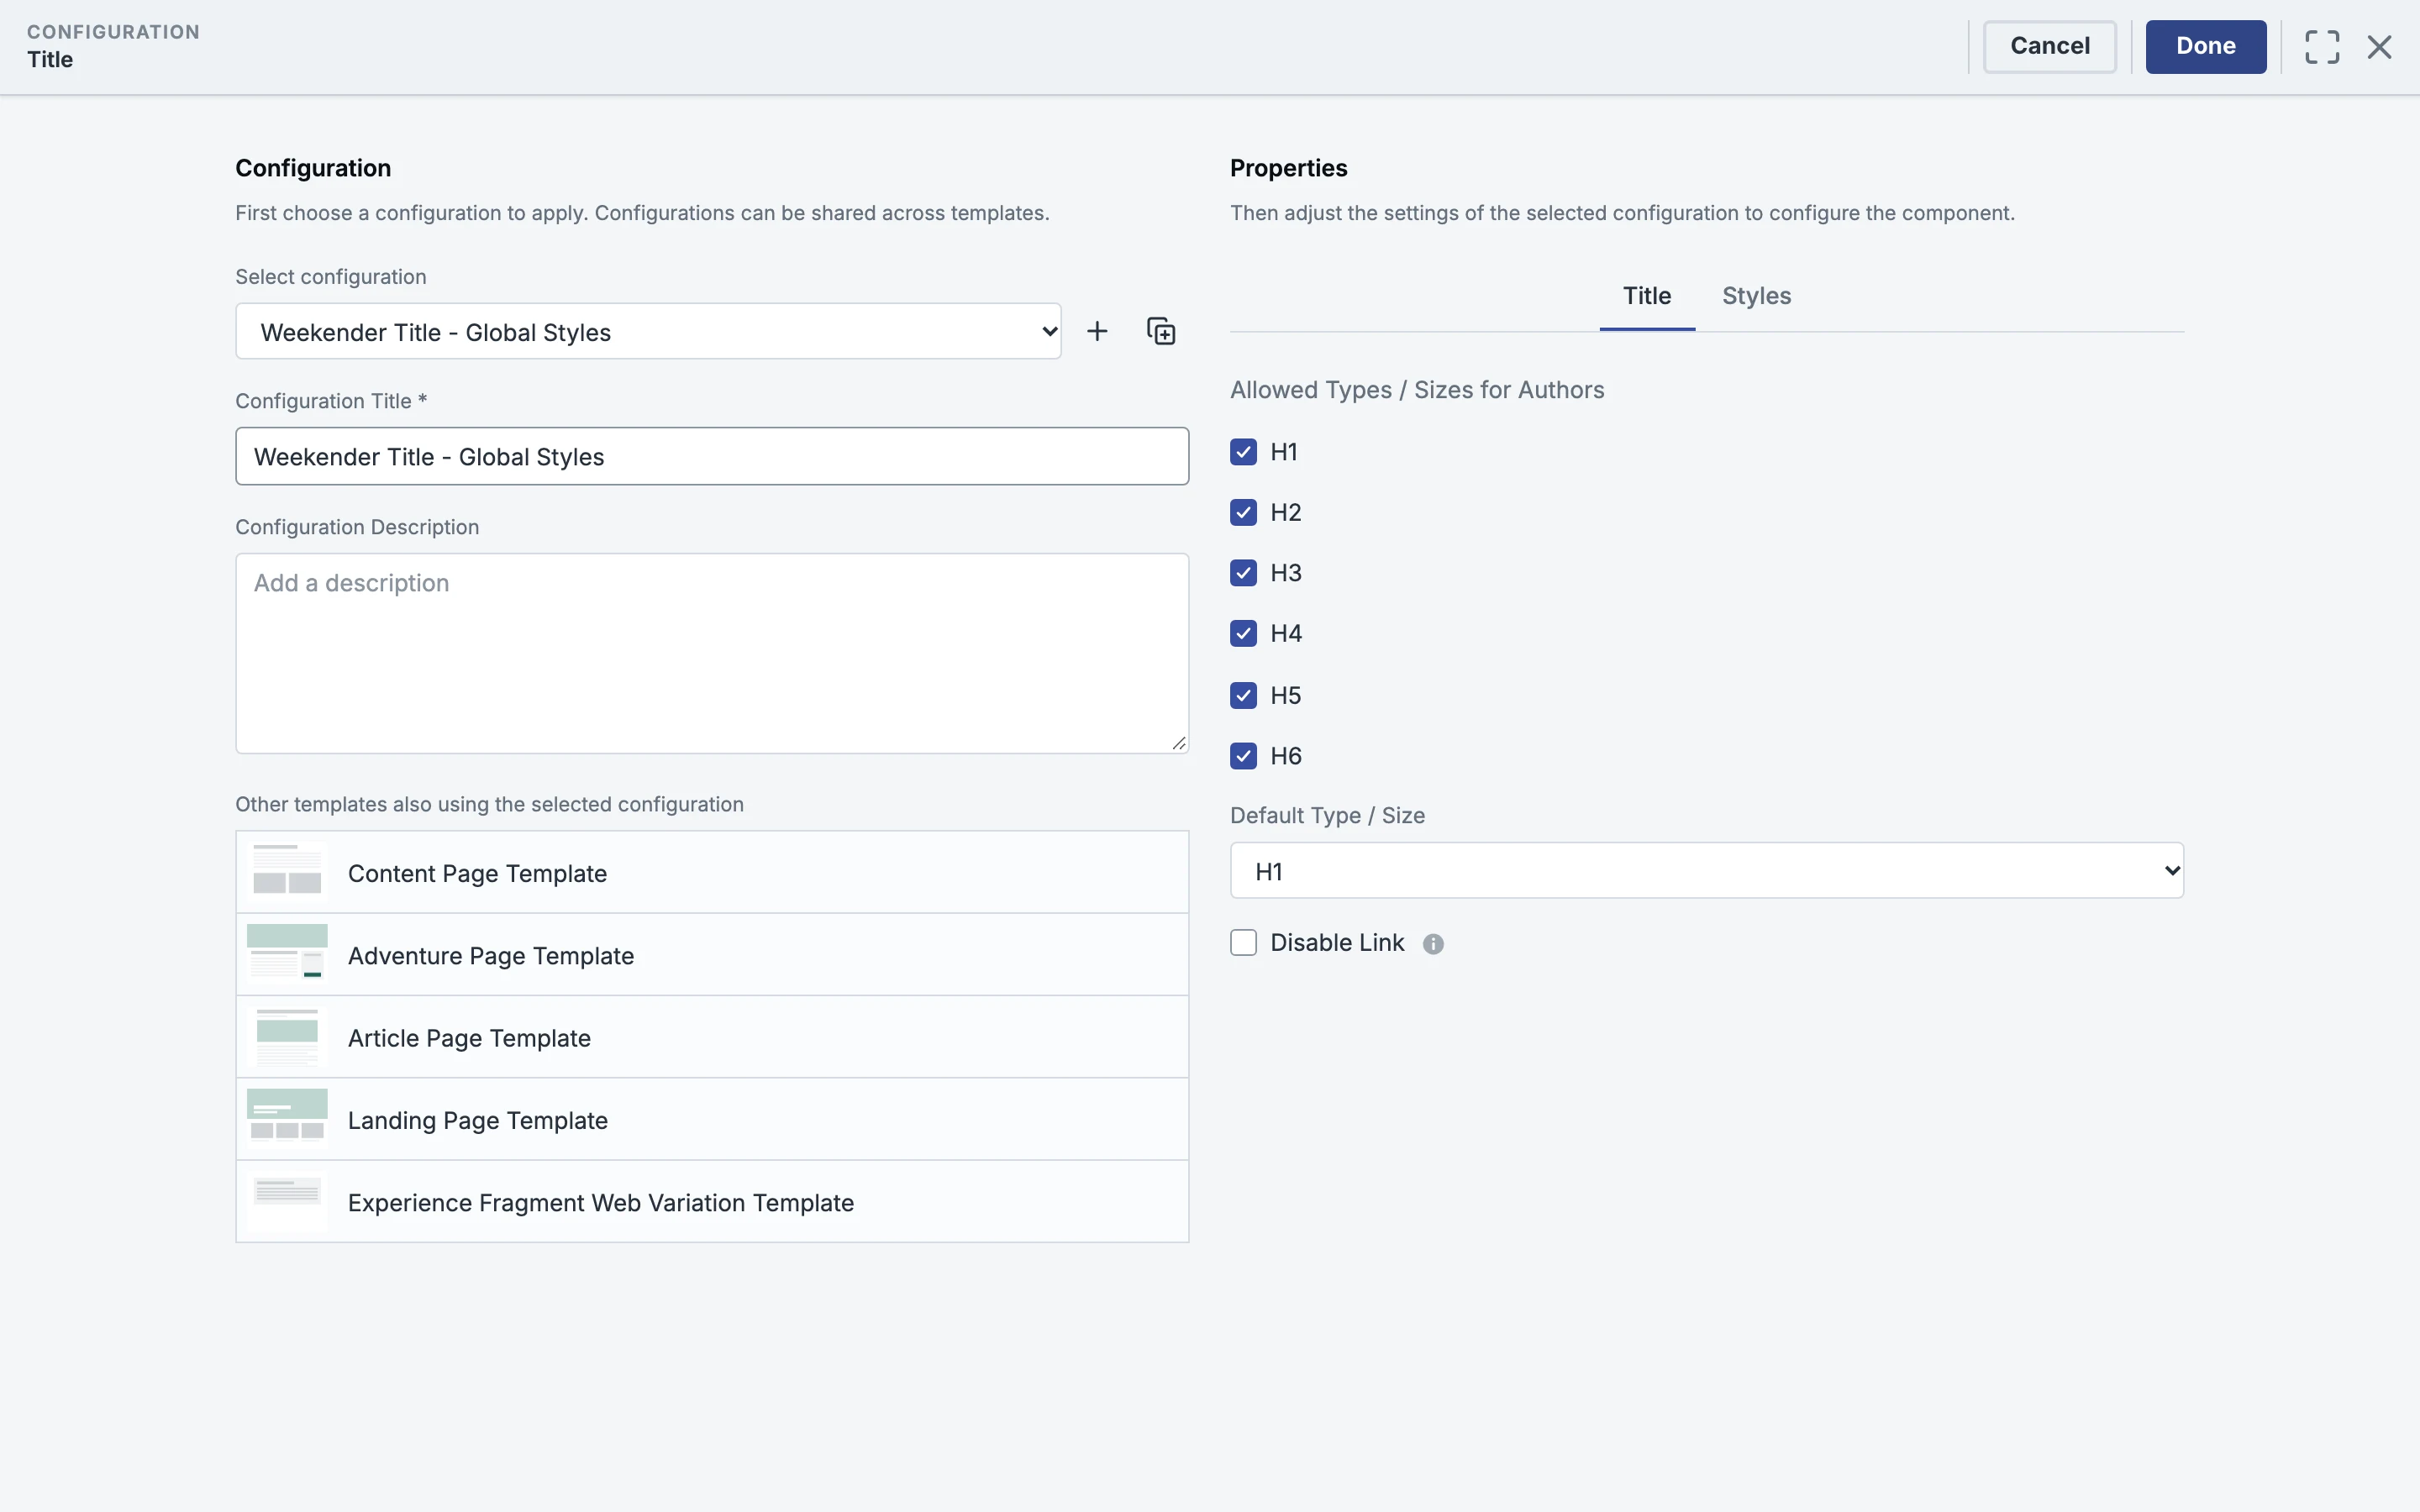 CONFIGURATION
Title
Cancel
Done
Configuration
First choose a configuration to apply. Configurations can be shared across templates.
Select configuration
Weekender Title - Global Styles
Configuration Title *
Weekender Title - Global Styles
Configuration Description
Add a description
Other templates also using the selected configuration
Content Page Template
Adventure Page Template
Article Page Template
Landing Page Template
Experience Fragment Web Variation Template
Properties
Then adjust the settings of the selected configuration to configure the component.
Title
Styles
Allowed Types / Sizes for Authors
H1
H2
H3
H4
H5
H6
Default Type / Size
H1
Disable Link